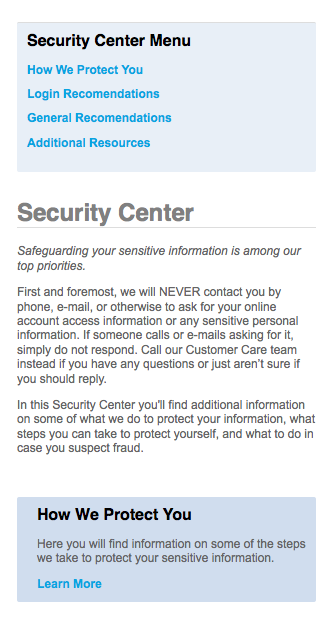 Security Center Menu
How We Protect You
Login Recomendations
General Recomendations
Additional Resources
Security Center
Safeguarding your sensitive information is among our
top priorities.
First and foremost, we will NEVER contact you by
phone, e-mail, or otherwise to ask for your online
account access information or any sensitive personal
information. If someone calls or e-mails asking for it,
simply do not respond. Call our Customer Care team
instead if you have any questions or just aren't sure if
you should reply.
In this Security Center you'll find additional information
on some of what we do to protect your information, what
steps you can take to protect yourself, and what to do in
case you suspect fraud.
How We Protect You
Here you will find information on some of the steps
we take to protect your sensitive information.
Learn More